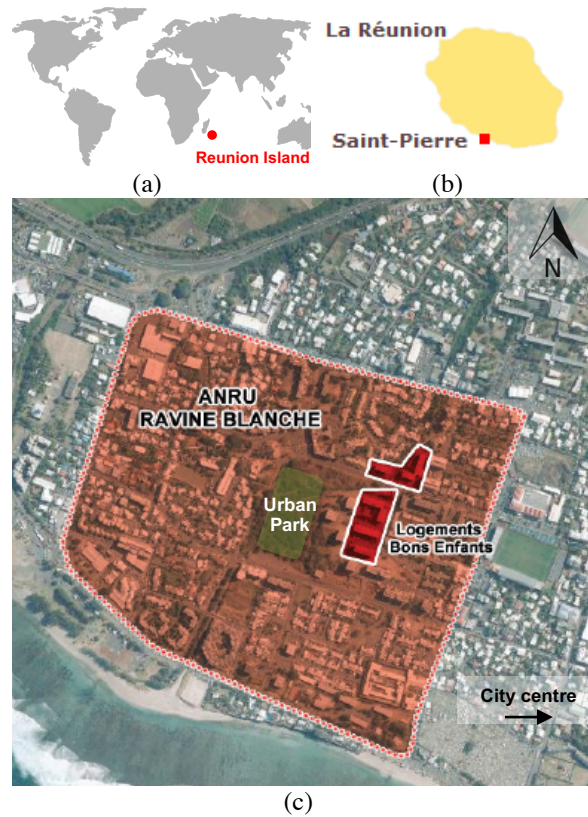 Reunion Island
(a)
La Réunion
Saint-Pierre
(b)
N
ANRU
RAVINE BLANCHE
Urban
Park
Logements
Bons Enfants
City centre
(c)